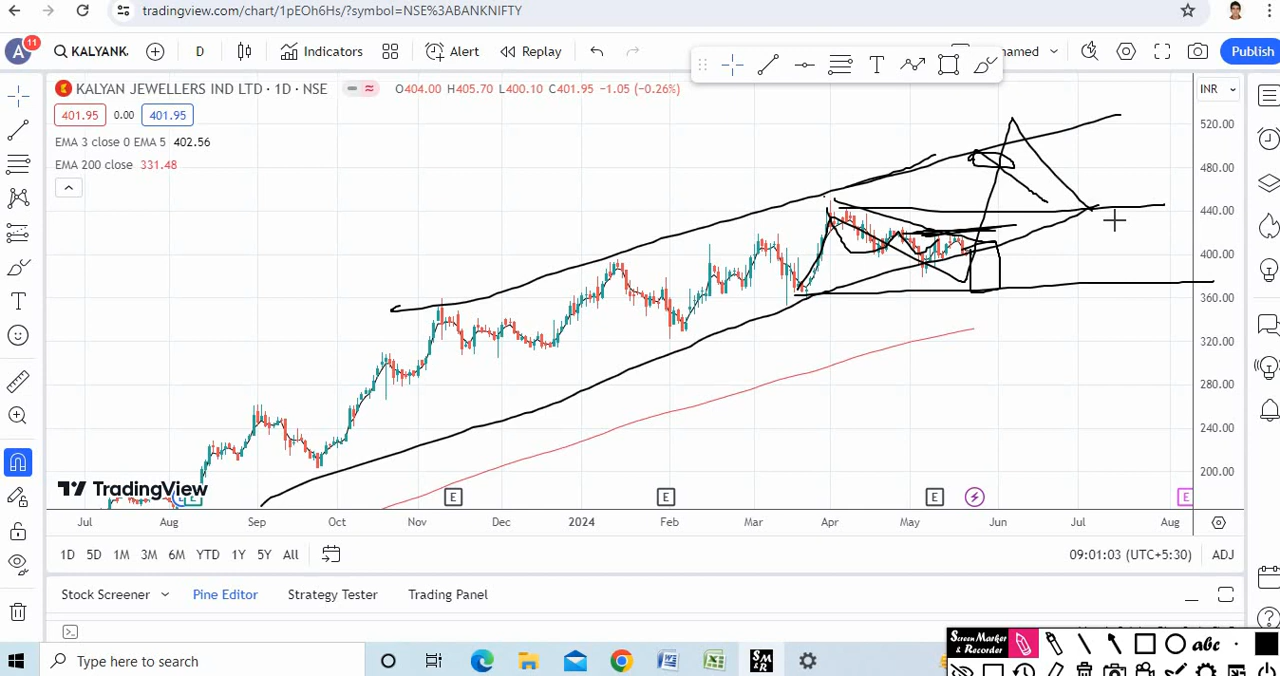 tradingview.com/chart/1pEOh6Hs/?symbol=NSE%3ABANKNIFTY
A 11 KALYANK. D Indicators Alert Replay named Publish
KALYAN JEWELLERS IND LTD · 1D · NSE O404.00 H405.70 L400.10 C401.95 −1.05 (−0.26%) INR
401.95 0.00 401.95
EMA 3 close 0 EMA 5 402.56
EMA 200 close 331.48
520.00
480.00
440.00
400.00
360.00
320.00
280.00
240.00
200.00
TradingView
E E E E
Jul Aug Sep Oct Nov Dec 2024 Feb Mar Apr May Jun Jul Aug
1D 5D 1M 3M 6M YTD 1Y 5Y All 09:01:03 (UTC+5:30) ADJ
Stock Screener Pine Editor Strategy Tester Trading Panel
Screen Marker & Recorder abc
Type here to search SM &R